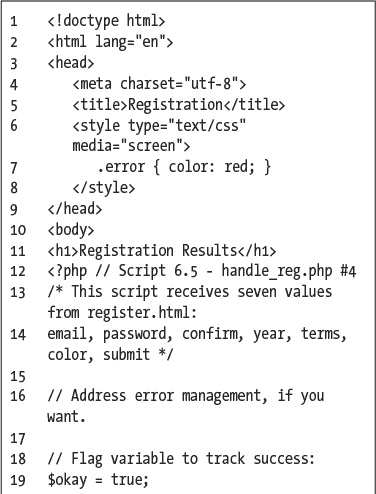 1 <!doctype html>
2 <html lang="en">
3 <head>
4 <meta charset="utf-8">
5 <title>Registration</title>
6 <style type="text/css"
media="screen">
7 .error { color: red; }
8 </style>
9 </head>
10 <body>
11 <h1>Registration Results</h1>
12 <?php // Script 6.5 - handle_reg.php #4
13 /* This script receives seven values
from register.html:
14 email, password, confirm, year, terms,
color, submit */
15
16 // Address error management, if you
want.
17
18 // Flag variable to track success:
19 $okay = true;